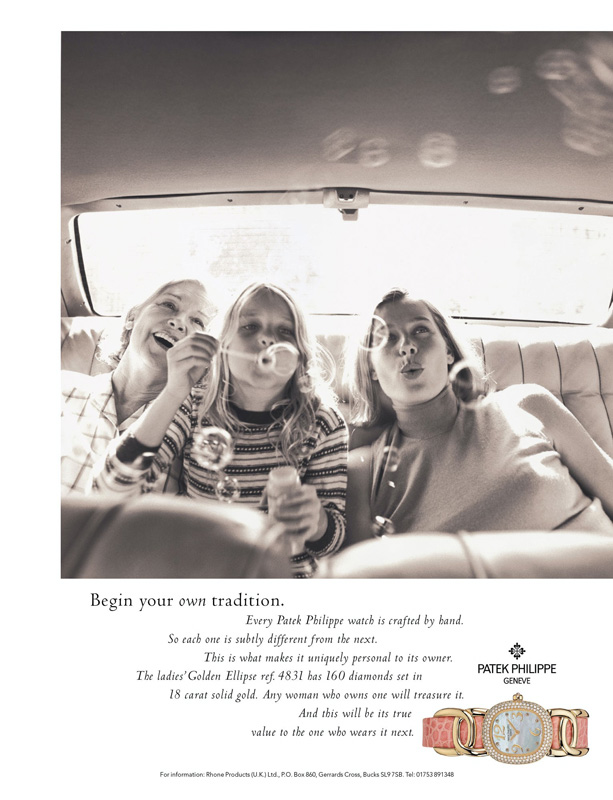 Begin your own tradition.
Every Patek Philippe watch is crafted by hand.
So each one is subtly different from the next.
This is what makes it uniquely personal to its owner.
The ladies' Golden Ellipse ref. 4831 has 160 diamonds set in
18 carat solid gold. Any woman who owns one will treasure it.
And this will be its true
value to the one who wears it next.
PATEK PHILIPPE
GENEVE
For information: Rhone Products (U.K.) Ltd., P.O. Box 860, Gerrards Cross, Bucks SL9 7SB. Tel: 01753 891348